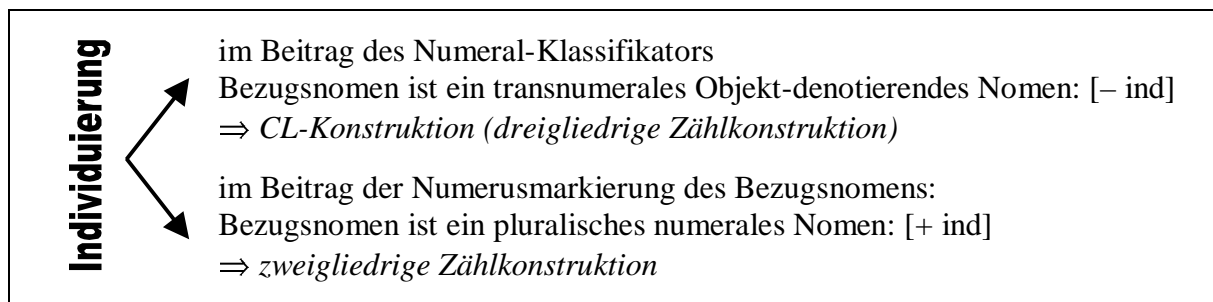 Individuierung
im Beitrag des Numeral-Klassifikators
Bezugsnomen ist ein transnumerales Objekt-denotierendes Nomen: [– ind]
⇒ CL-Konstruktion (dreigliedrige Zählkonstruktion)
im Beitrag der Numerusmarkierung des Bezugsnomens:
Bezugsnomen ist ein pluralisches numerales Nomen: [+ ind]
⇒ zweigliedrige Zählkonstruktion